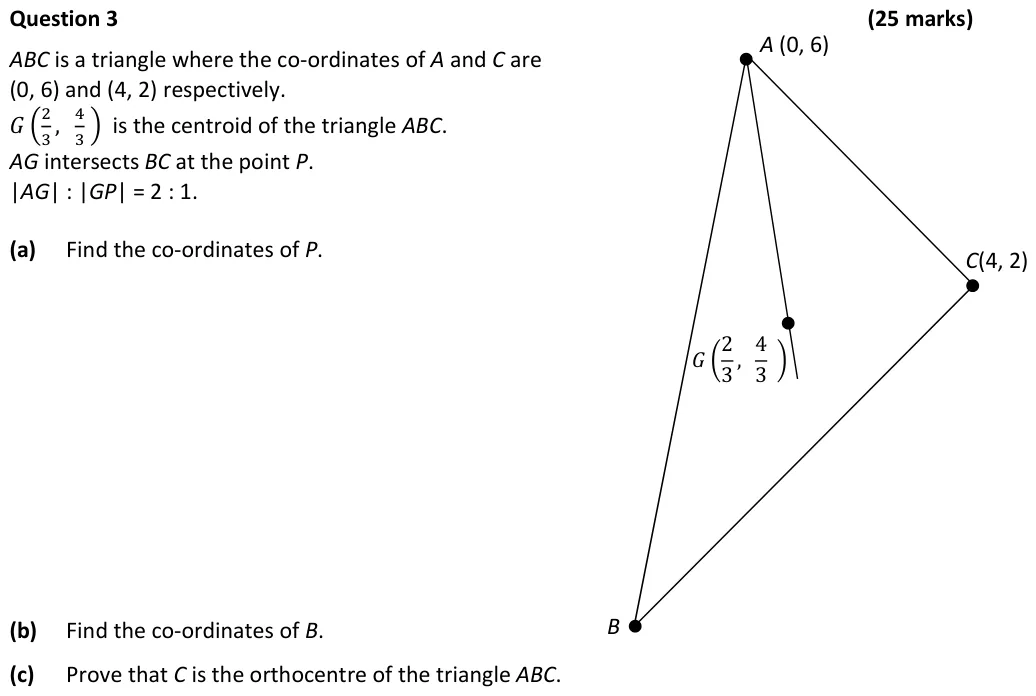 Question 3 (25 marks)
ABC is a triangle where the co-ordinates of A and C are
(0, 6) and (4, 2) respectively.
G (2/3, 4/3) is the centroid of the triangle ABC.
AG intersects BC at the point P.
|AG| : |GP| = 2 : 1.
(a) Find the co-ordinates of P.
A (0, 6)
C(4, 2)
G (2/3, 4/3)
B
(b) Find the co-ordinates of B.
(c) Prove that C is the orthocentre of the triangle ABC.